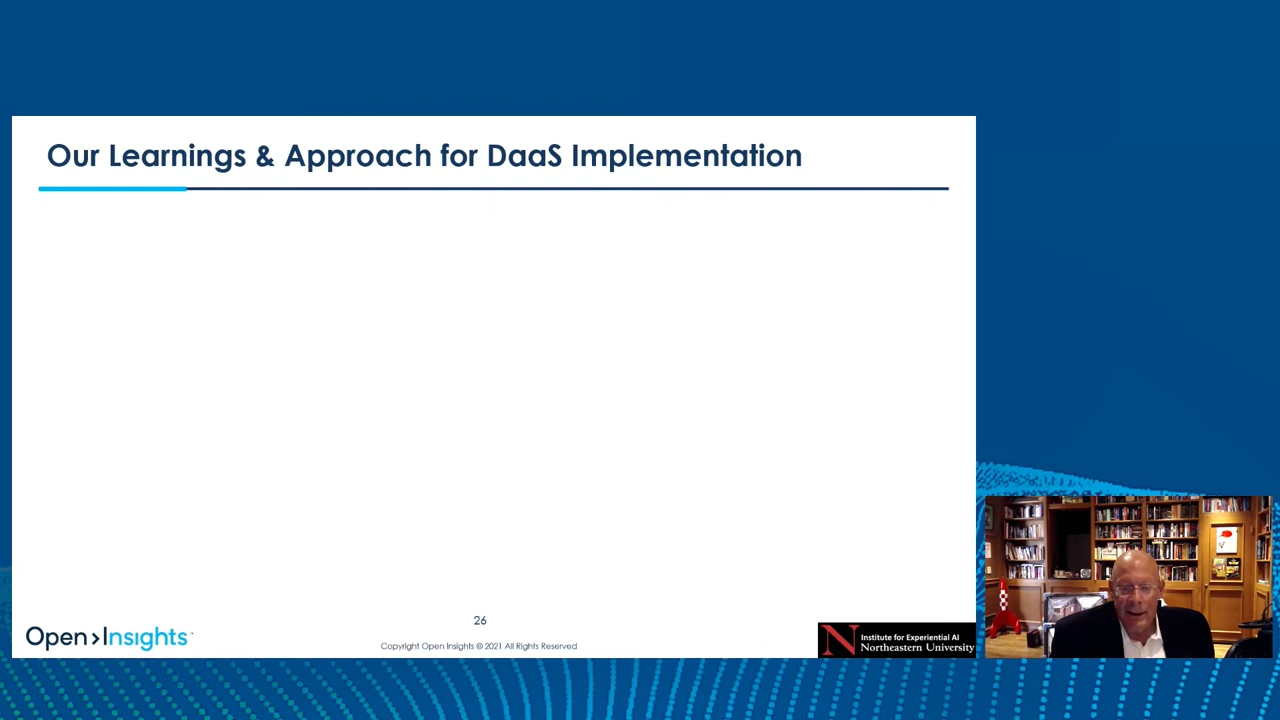 Our Learnings & Approach for DaaS Implementation
26
Open>Insights™
Copyright Open Insights © 2021 All Rights Reserved
N
Institute for Experiential AI
Northeastern University